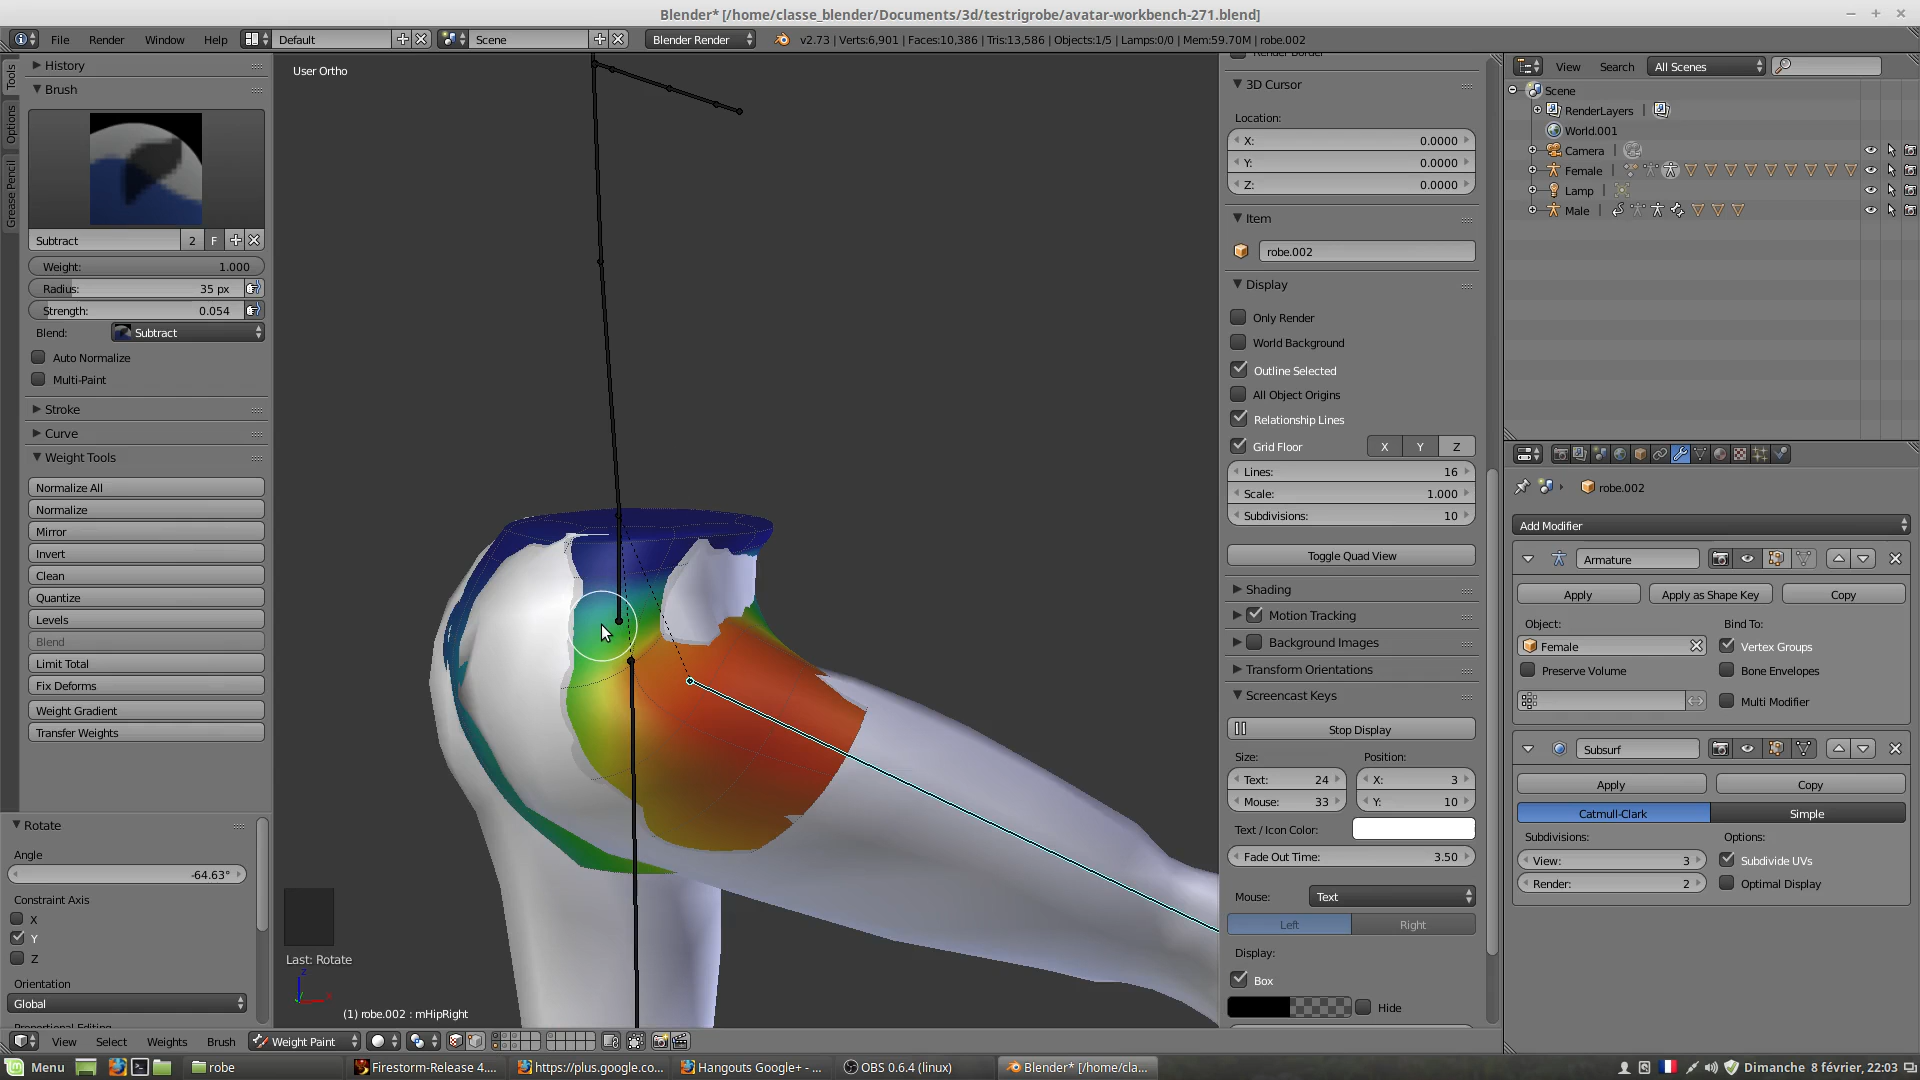 Blender* [/home/classe_blender/Documents/3d/testrigrobe/avatar-workbench-271.blend]
File Render Window Help Default Scene Blender Render v2.73 | Verts:6,901 | Faces:10,386 | Tris:13,586 | Objects:1/5 | Lamps:0/0 | Mem:59.70M | robe.002
Tools
Options
Grease Pencil
History
Brush
Subtract 2 F
Weight: 1.000
Radius: 35 px
Strength: 0.054
Blend: Subtract
Auto Normalize
Multi-Paint
Stroke
Curve
Weight Tools
Normalize All
Normalize
Mirror
Invert
Clean
Quantize
Levels
Blend
Limit Total
Fix Deforms
Weight Gradient
Transfer Weights
Rotate
Angle
-64.63°
Constraint Axis
X
Y
Z
Orientation
Global
Proportional Editing
User Ortho
Last: Rotate
(1) robe.002 : mHipRight
View Select Weights Brush Weight Paint
Render Border
3D Cursor
Location:
X: 0.0000
Y: 0.0000
Z: 0.0000
Item
robe.002
Display
Only Render
World Background
Outline Selected
All Object Origins
Relationship Lines
Grid Floor X Y Z
Lines: 16
Scale: 1.000
Subdivisions: 10
Toggle Quad View
Shading
Motion Tracking
Background Images
Transform Orientations
Screencast Keys
Stop Display
Size: Position:
Text: 24 X: 3
Mouse: 33 Y: 10
Text / Icon Color:
Fade Out Time: 3.50
Mouse: Text
Left Right
Display:
Box
Hide
View Search All Scenes
Scene
RenderLayers
World.001
Camera
Female
Lamp
Male
robe.002
Add Modifier
Armature
Apply Apply as Shape Key Copy
Object: Bind To:
Female Vertex Groups
Preserve Volume Bone Envelopes
Multi Modifier
Subsurf
Apply Copy
Catmull-Clark Simple
Subdivisions: Options:
View: 3 Subdivide UVs
Render: 2 Optimal Display
Menu robe Firestorm-Release 4.... https://plus.google.co... Hangouts Google+ - ... OBS 0.6.4 (linux) Blender* [/home/cla... Dimanche 8 février, 22:03